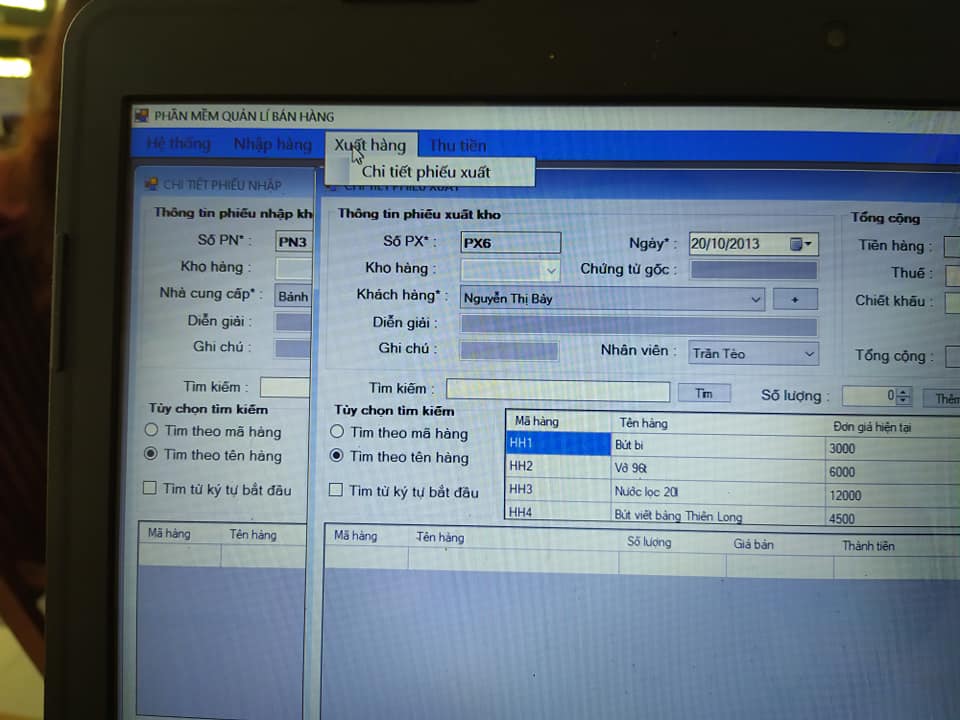 PHẦN MỀM QUẢN LÍ BÁN HÀNG
Hệ thống Nhập hàng Xuất hàng Thu tiền
Chi tiết phiếu xuất
CHI TIẾT PHIẾU NHẬP
CHI TIẾT PHIẾU XUẤT
Thông tin phiếu nhập kh
Số PN* : PN3
Kho hàng :
Nhà cung cấp* : Bánh
Diễn giải :
Ghi chú :
Tìm kiếm :
Tùy chọn tìm kiếm
Tìm theo mã hàng
Tìm theo tên hàng
Tìm từ ký tự bắt đầu
Mã hàng Tên hàng
Thông tin phiếu xuất kho
Số PX* : PX6 Ngày* : 20/10/2013
Kho hàng : Chứng từ gốc :
Khách hàng* : Nguyễn Thị Bảy +
Diễn giải :
Ghi chú : Nhân viên : Trần Tèo
Tổng cộng
Tiền hàng :
Thuế :
Chiết khấu :
Tổng cộng :
Tìm kiếm : Tìm Số lượng : 0 Thêm
Tùy chọn tìm kiếm
Tìm theo mã hàng
Tìm theo tên hàng
Tìm từ ký tự bắt đầu
Mã hàng Tên hàng Đơn giá hiện tại
HH1 Bút bi 3000
HH2 Vở 96t 6000
HH3 Nước lọc 20l 12000
HH4 Bút viết bảng Thiên Long 4500
Mã hàng Tên hàng Số lượng Giá bán Thành tiền